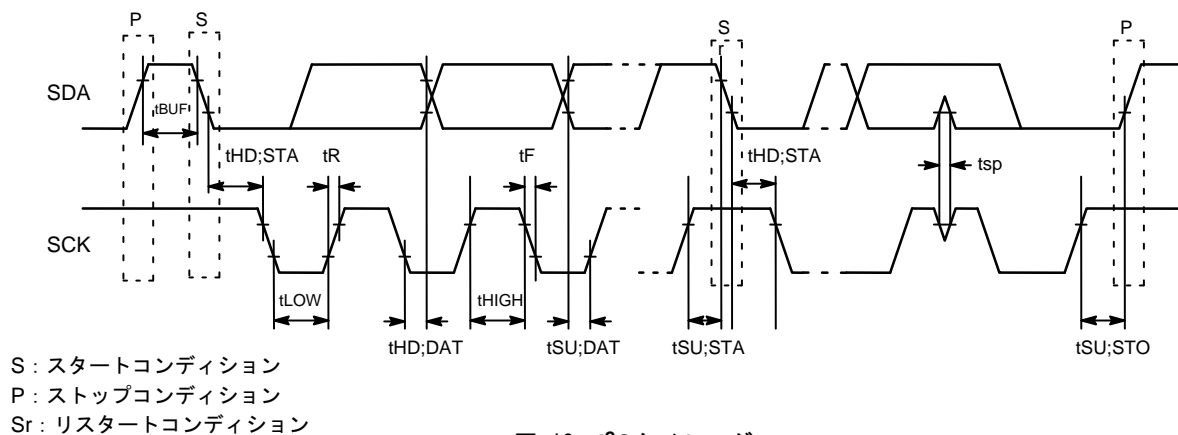 P
S
S
r
P
SDA
tBUF
tHD;STA
tR
tF
tHD;STA
tsp
SCK
tLOW
tHIGH
tHD;DAT
tSU;DAT
tSU;STA
tSU;STO
S：スタートコンディション
P：ストップコンディション
Sr：リスタートコンディション